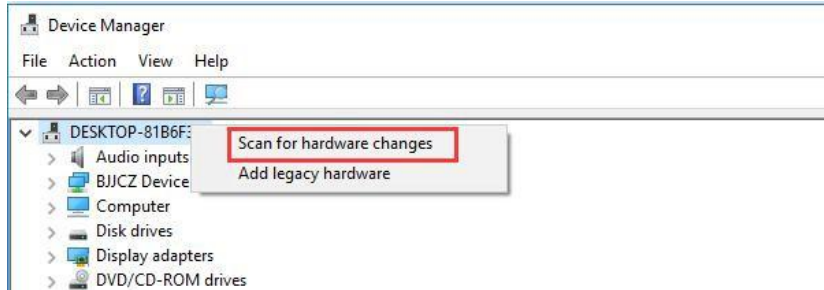 Device Manager
File Action View Help
DESKTOP-81B6F
Scan for hardware changes
Audio inputs
Add legacy hardware
BJJCZ Device
Computer
Disk drives
Display adapters
DVD/CD-ROM drives